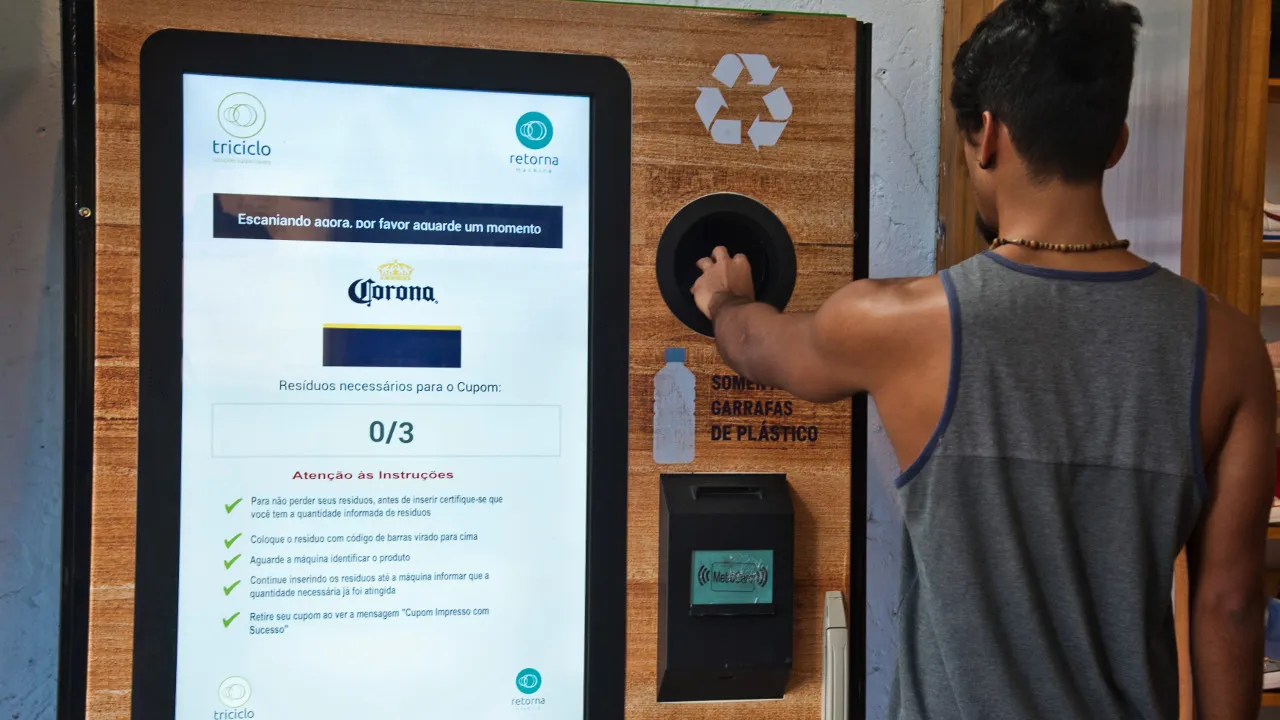 triciclo
retorna
machine
Escaniando agora, por favor aguarde um momento
Corona
Resíduos necessários para o Cupom:
0/3
Atenção às Instruções
Para não perder seus resíduos, antes de inserir certifique-se que
você tem a quantidade informada de resíduos
Coloque o resíduo com código de barras virado para cima
Aguarde a máquina identificar o produto
Continue inserindo os resíduos até a máquina informar que a
quantidade necessária já foi atingida
Retire seu cupom ao ver a mensagem "Cupom Impresso com
Sucesso"
triciclo
retorna
GARRAFAS
DE PLÁSTICO